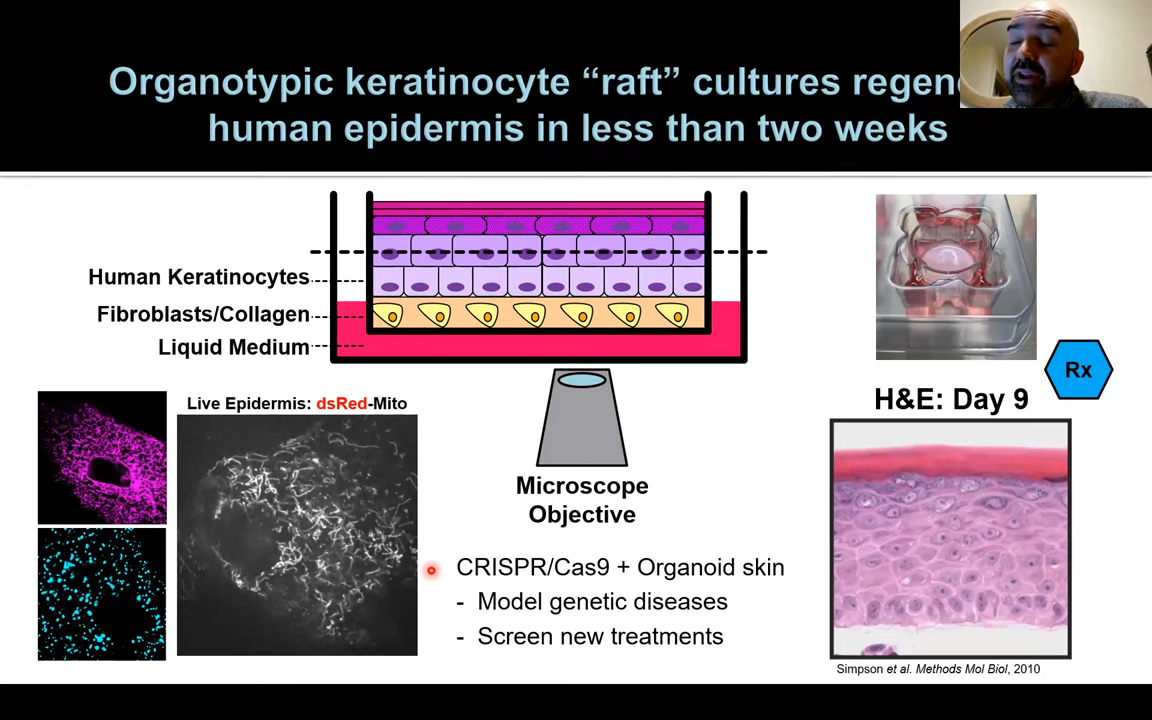 Organotypic keratinocyte “raft” cultures regen
human epidermis in less than two weeks
Human Keratinocytes
Fibroblasts/Collagen
Liquid Medium
Rx
Live Epidermis: dsRed-Mito
H&E: Day 9
Microscope
Objective
CRISPR/Cas9 + Organoid skin
- Model genetic diseases
- Screen new treatments
Simpson et al. Methods Mol Biol, 2010